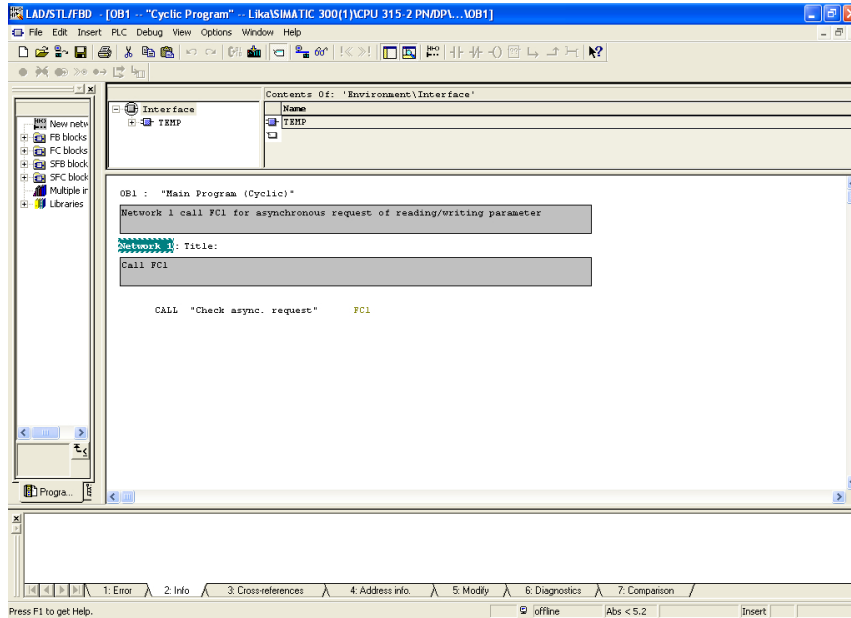 LAD/STL/FBD - [OB1 -- "Cyclic Program" -- Lika\SIMATIC 300(1)\CPU 315-2 PN/DP\...\OB1]
File Edit Insert PLC Debug View Options Window Help
Contents Of: 'Environment\Interface'
Interface
TEMP
Name
TEMP
New netw
FB blocks
FC blocks
SFB block
SFC block
Multiple ir
Libraries
Progra...
OB1 : "Main Program (Cyclic)"
Network 1 call FC1 for asynchronous request of reading/writing parameter
Network 1: Title:
Call FC1
CALL "Check async. request" FC1
1: Error 2: Info 3: Cross-references 4: Address info. 5: Modify 6: Diagnostics 7: Comparison
Press F1 to get Help. offline Abs < 5.2 Insert